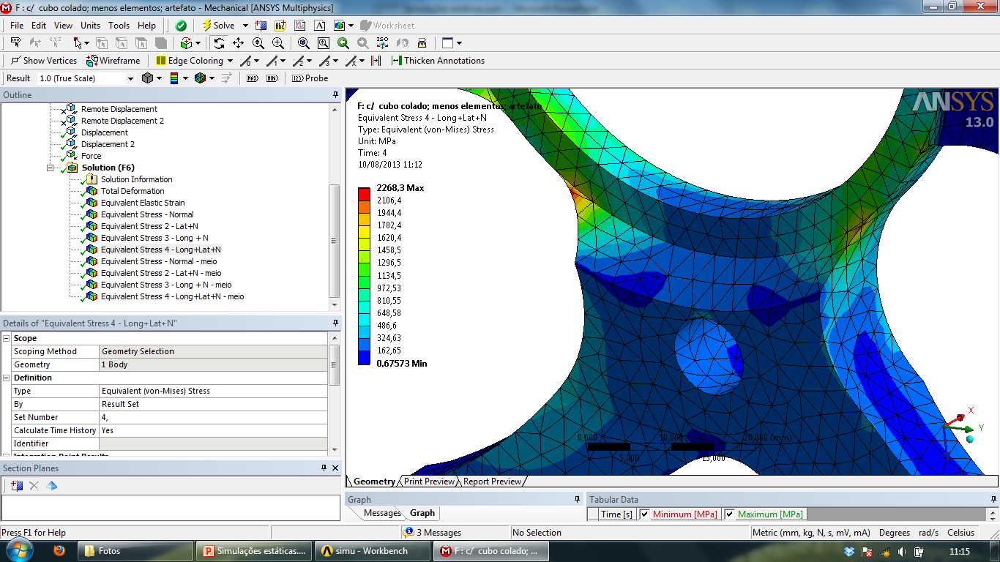 F : c/ cubo colado; menos elementos; artefato - Mechanical [ANSYS Multiphysics]
File Edit View Units Tools Help Solve Worksheet
Show Vertices Wireframe Edge Coloring Thicken Annotations
Result 1.0 (True Scale) MAX MIN Probe
Outline
Remote Displacement
Remote Displacement 2
Displacement
Displacement 2
Force
Solution (F6)
Solution Information
Total Deformation
Equivalent Elastic Strain
Equivalent Stress - Normal
Equivalent Stress 2 - Lat+N
Equivalent Stress 3 - Long + N
Equivalent Stress 4 - Long+Lat+N
Equivalent Stress - Normal - meio
Equivalent Stress 2 - Lat+N - meio
Equivalent Stress 3 - Long + N - meio
Equivalent Stress 4 - Long+Lat+N - meio
Details of "Equivalent Stress 4 - Long+Lat+N"
Scope
Scoping Method Geometry Selection
Geometry 1 Body
Definition
Type Equivalent (von-Mises) Stress
By Result Set
Set Number 4,
Calculate Time History Yes
Identifier
Integration Point Results
Section Planes
F: c/ cubo colado; menos elementos; artefato
Equivalent Stress 4 - Long+Lat+N
Type: Equivalent (von-Mises) Stress
Unit: MPa
Time: 4
10/08/2013 11:12
2268,3 Max
2106,4
1944,4
1782,4
1620,4
1458,5
1296,5
1134,5
972,53
810,55
648,58
486,6
324,63
162,65
0,67573 Min
ANSYS
13.0
X
Y
0,000 10,000 20,000 (mm)
5,000 15,000
Geometry Print Preview Report Preview
Graph
Messages Graph
Tabular Data
Time [s] Minimum [MPa] Maximum [MPa]
Press F1 for Help 3 Messages No Selection Metric (mm, kg, N, s, mV, mA) Degrees rad/s Celsius
Fotos Simulações estáticas.... simu - Workbench F : c/ cubo colado; ... 11:15